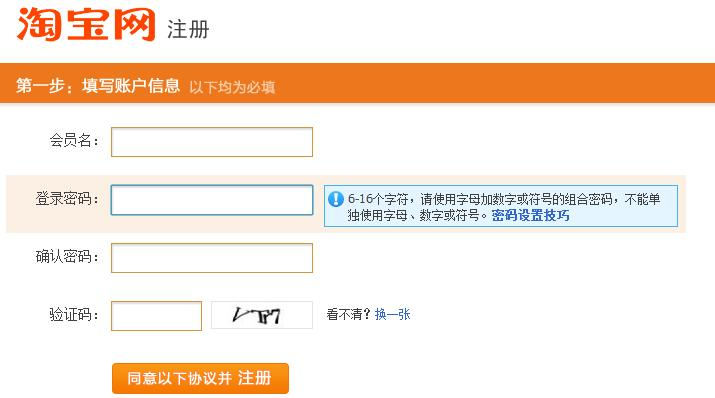 淘宝网 注册
第一步：填写账户信息 以下均为必填
会员名：
登录密码：
6-16个字符，请使用字母加数字或符号的组合密码，不能单
独使用字母、数字或符号。密码设置技巧
确认密码：
验证码：
看不清？换一张
同意以下协议并 注册